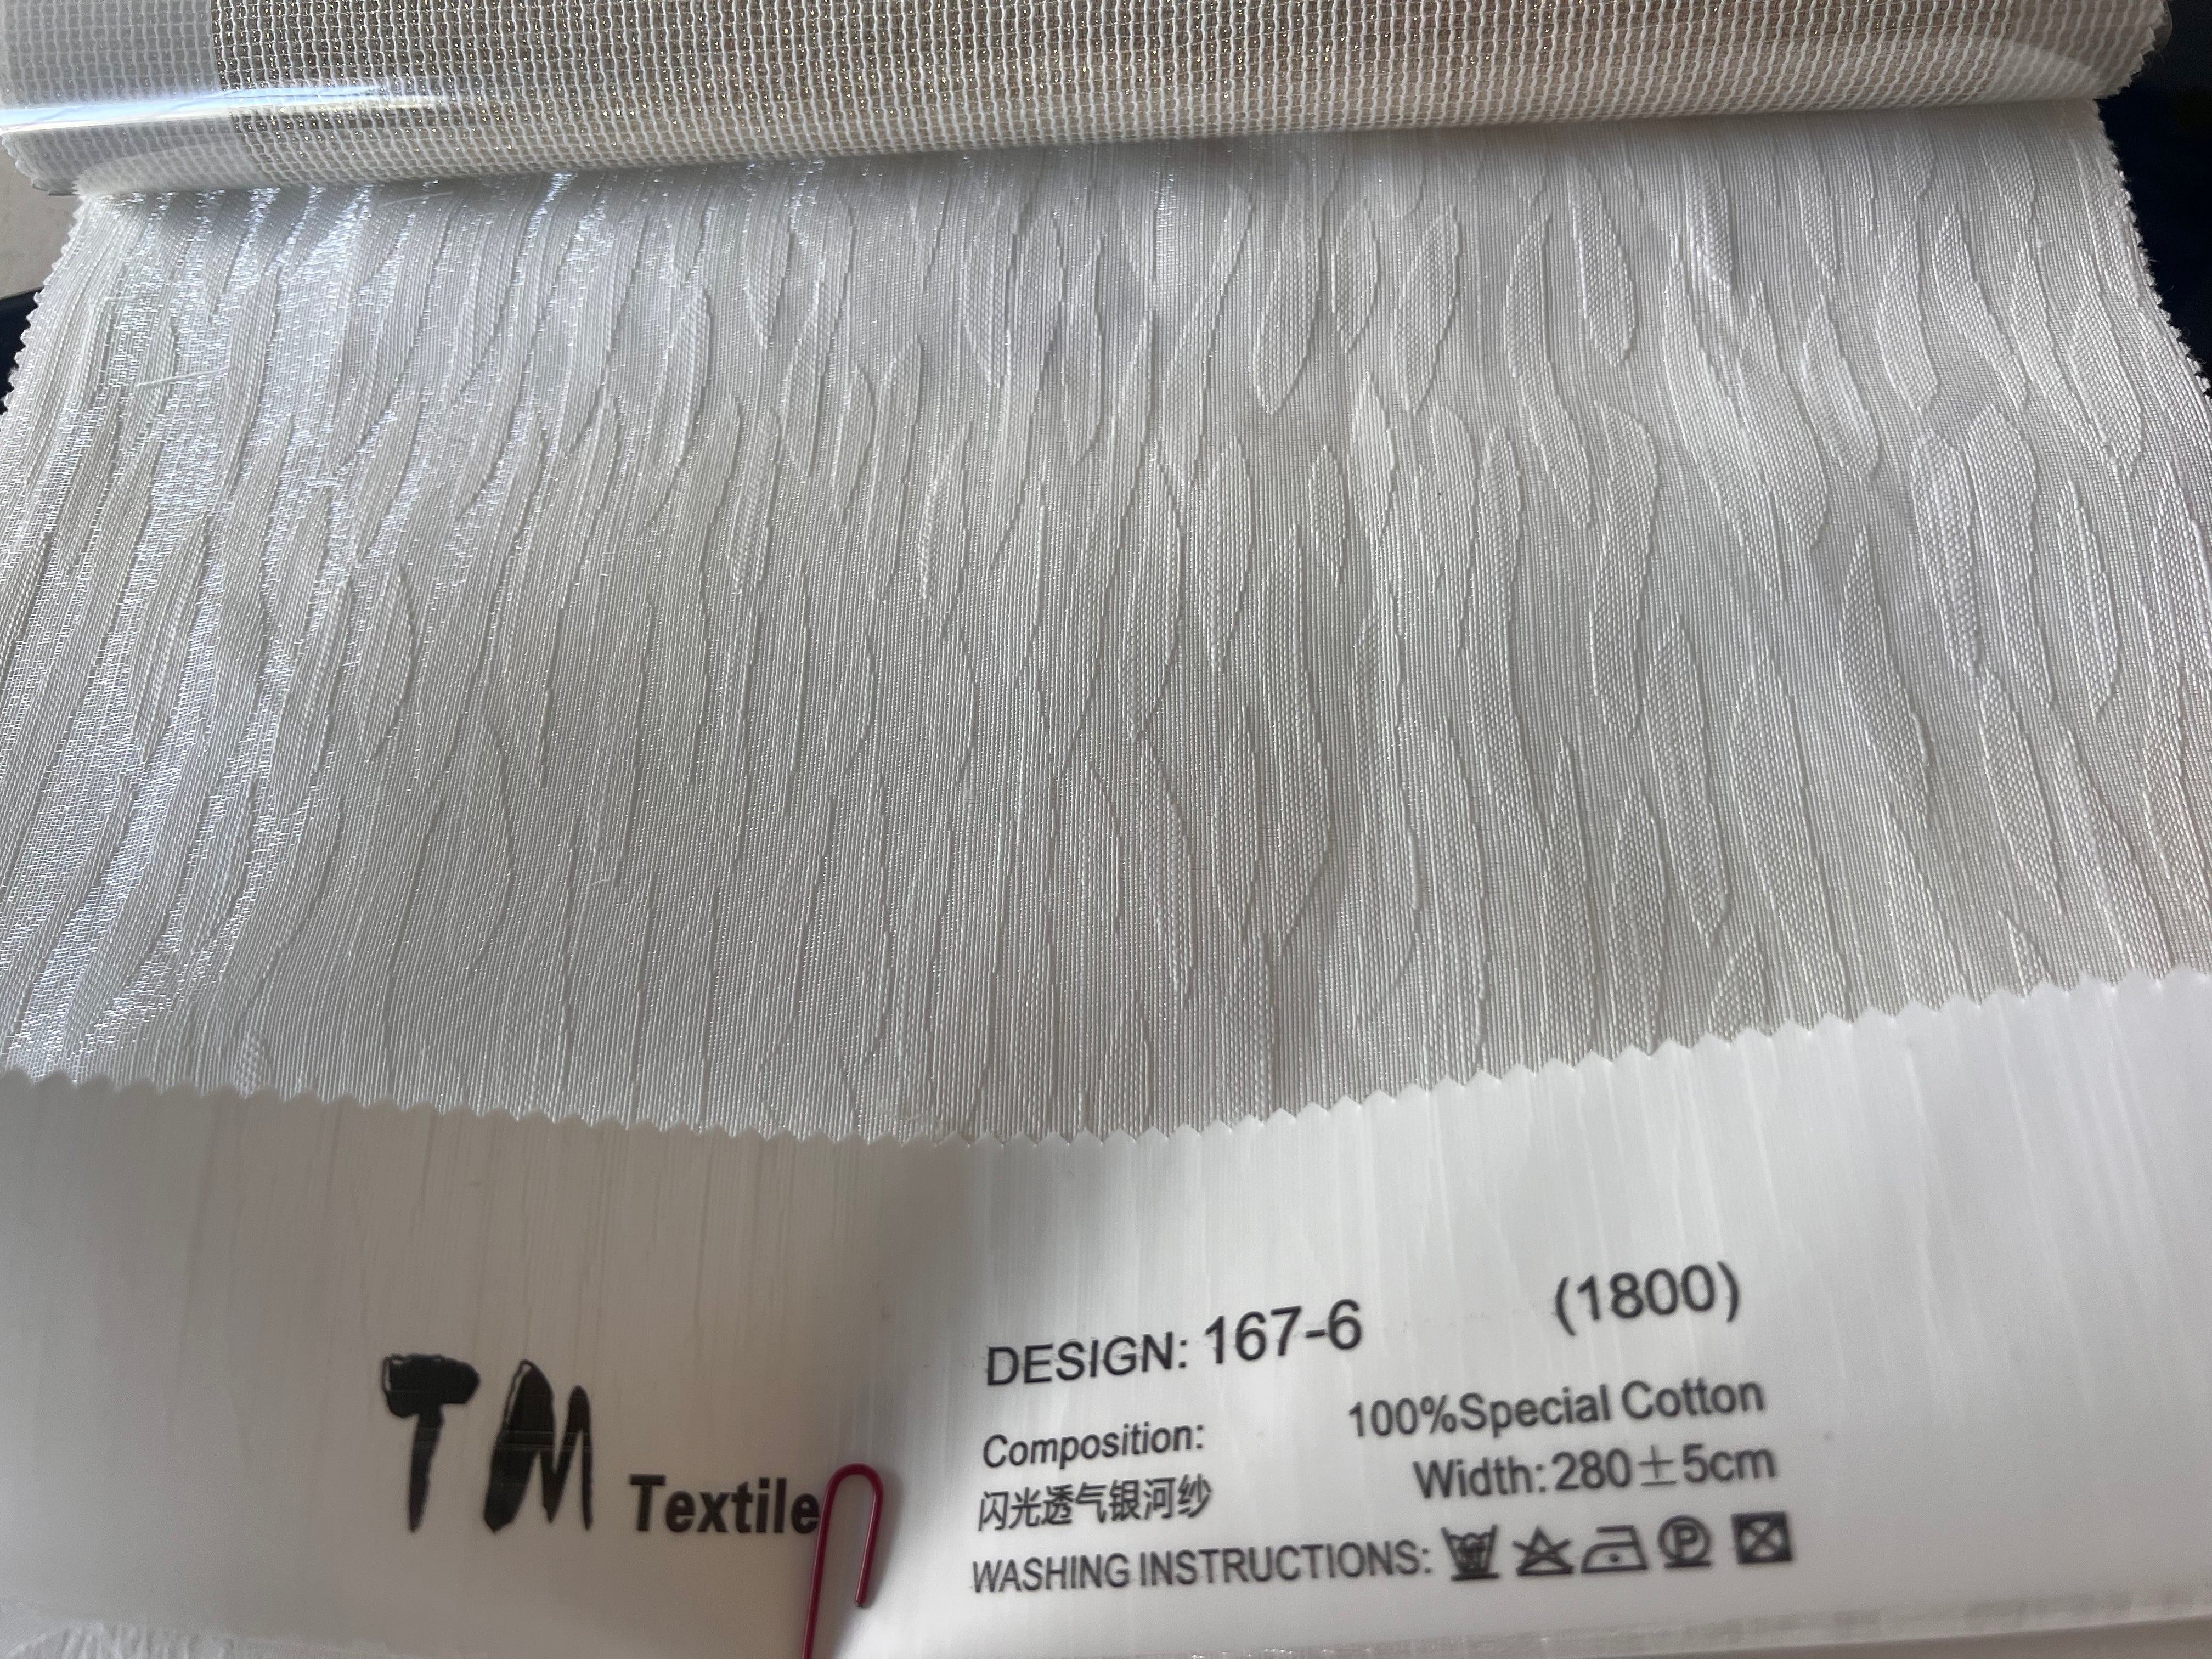 TM Textile
DESIGN: 167-6 (1800)
Composition: 100%Special Cotton
闪光透气银河纱 Width:280±5cm
WASHING INSTRUCTIONS: P